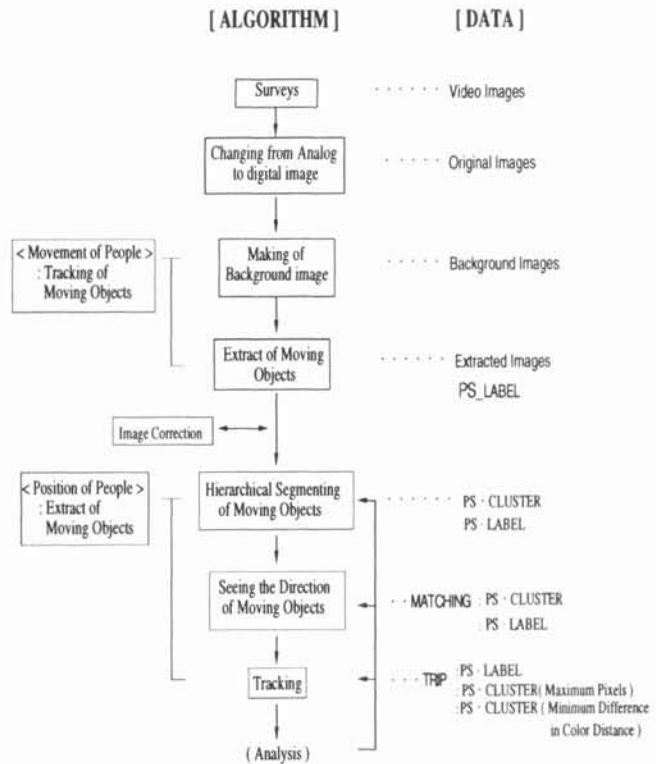 [ ALGORITHM ] [ DATA ]
Surveys · · · · · · Video Images
Changing from Analog
to digital image
· · · · · Original Images
< Movement of People >
: Tracking of
Moving Objects
Making of
Background image
· · · · · Background Images
Extract of Moving
Objects
· · · · · · Extracted Images
PS_LABEL
Image Correction
< Position of People >
: Extract of
Moving Objects
Hierarchical Segmenting
of Moving Objects
· · · · · · · PS · CLUSTER
PS · LABEL
Seeing the Direction
of Moving Objects
· · MATCHING : PS · CLUSTER
: PS · LABEL
Tracking
· · · · · TRIP : PS · LABEL
: PS · CLUSTER ( Maximum Pixels )
: PS · CLUSTER ( Minimum Difference
in Color Distance )
( Analysis )